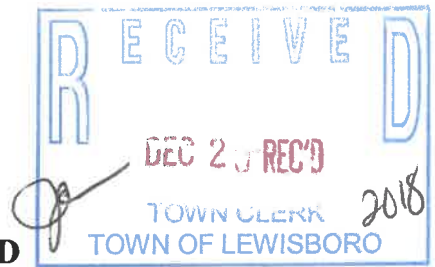 RECEIVED
DEC 2 REC'D
2018
TOWN CLERK
TOWN OF LEWISBORO
D